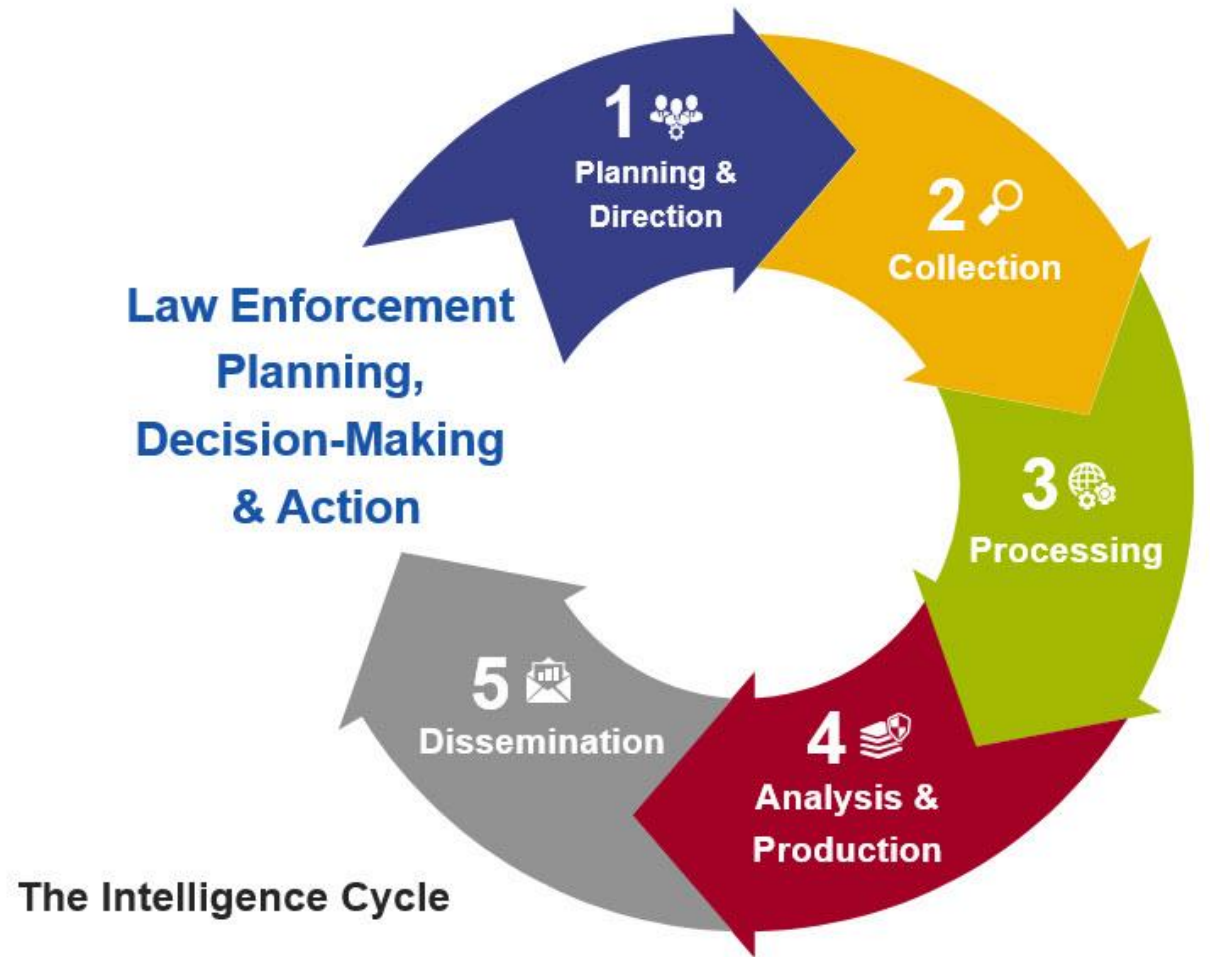 1
Planning &
Direction
2
Collection
3
Processing
4
Analysis &
Production
5
Dissemination
Law Enforcement
Planning,
Decision-Making
& Action
The Intelligence Cycle